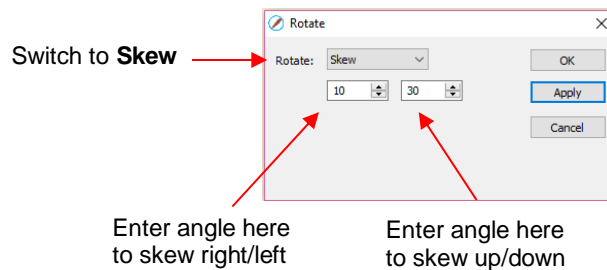 Rotate
Switch to Skew
Rotate: Skew OK
10 30 Apply
Cancel
Enter angle here
to skew right/left
Enter angle here
to skew up/down